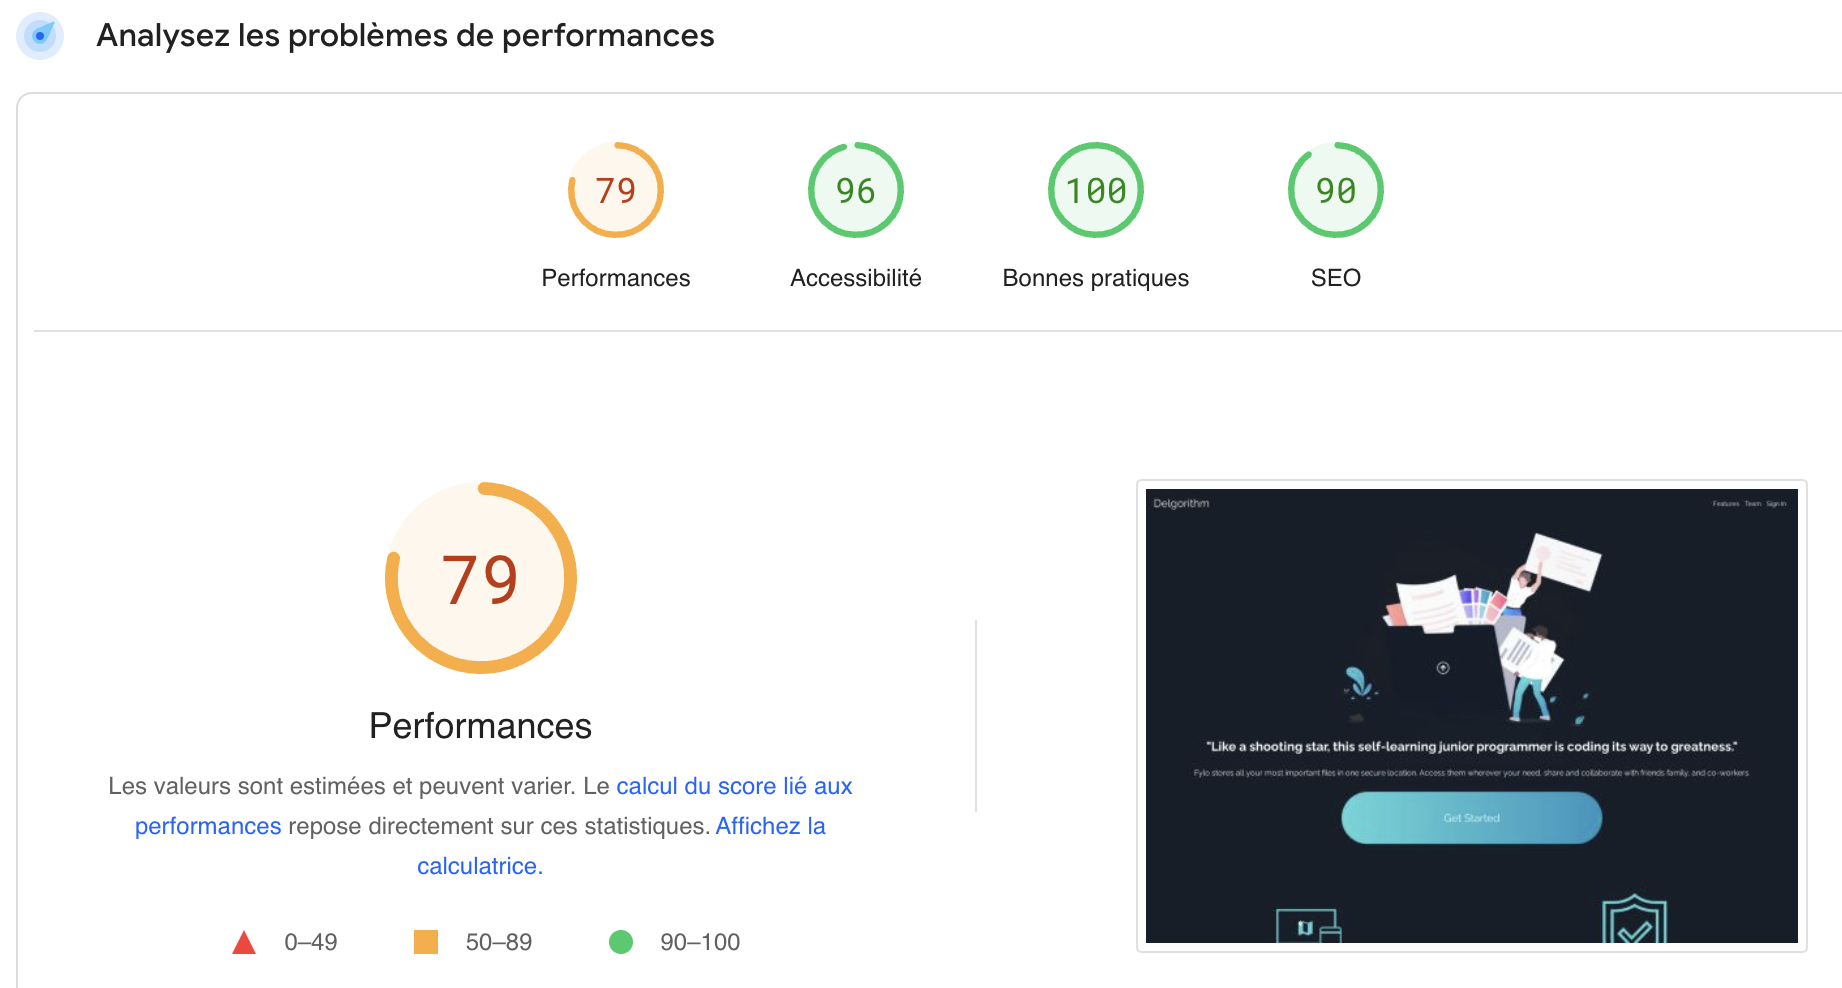 Analysez les problèmes de performances
79
96
100
90
Performances
Accessibilité
Bonnes pratiques
SEO
79
Performances
Les valeurs sont estimées et peuvent varier. Le calcul du score lié aux
performances repose directement sur ces statistiques. Affichez la
calculatrice.
0–49
50–89
90–100
Delgorithm
Features Team Sign In
"Like a shooting star, this self-learning junior programmer is coding its way to greatness."
Fylo stores all your most important files in one secure location. Access them wherever your need, share and collaborate with friends family, and co-workers.
Get Started